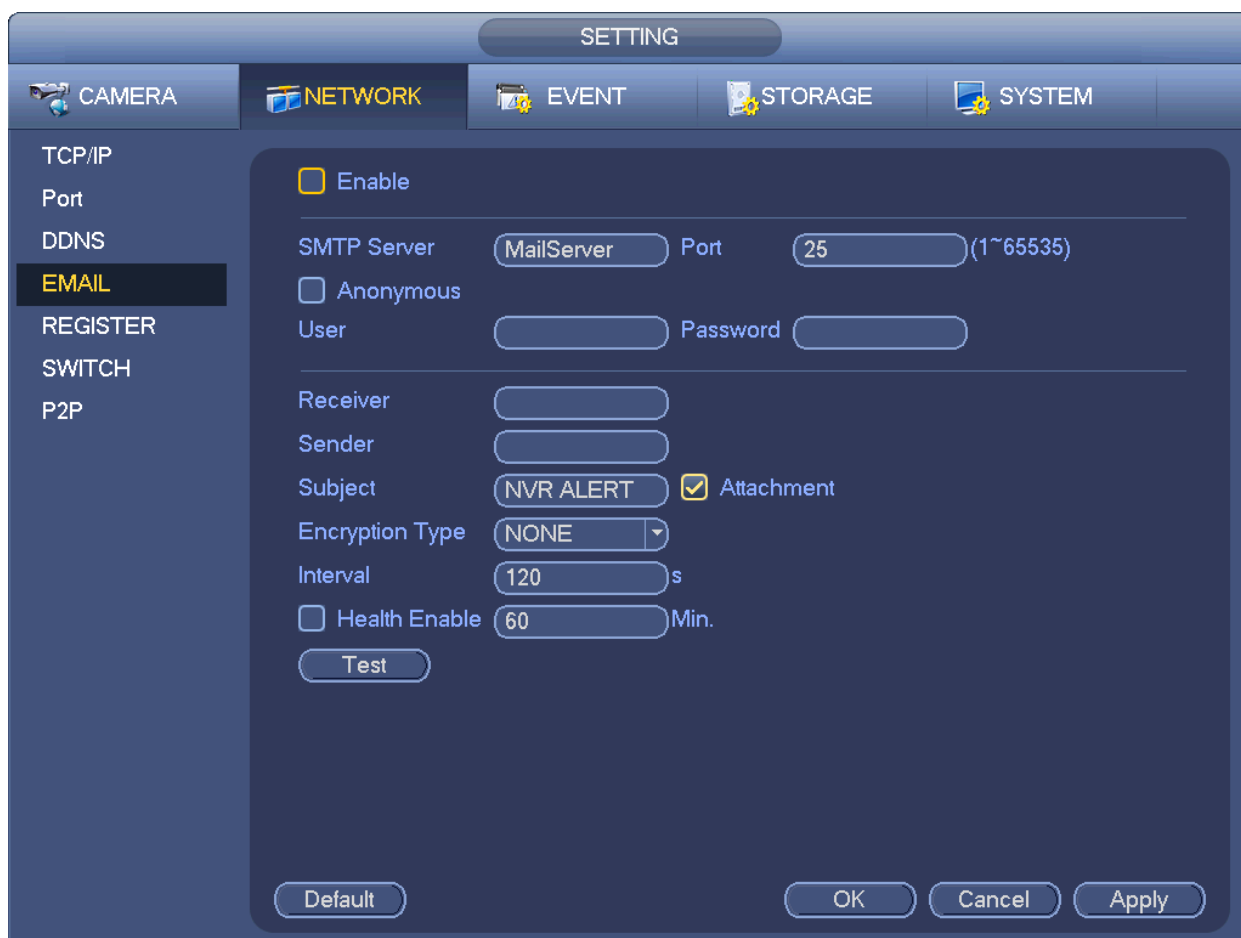 SETTING
CAMERA NETWORK EVENT STORAGE SYSTEM
TCP/IP
Port
DDNS
EMAIL
REGISTER
SWITCH
P2P
Enable
SMTP Server MailServer Port 25 (1~65535)
Anonymous
User Password
Receiver
Sender
Subject NVR ALERT Attachment
Encryption Type NONE
Interval 120 s
Health Enable 60 Min.
Test
Default OK Cancel Apply